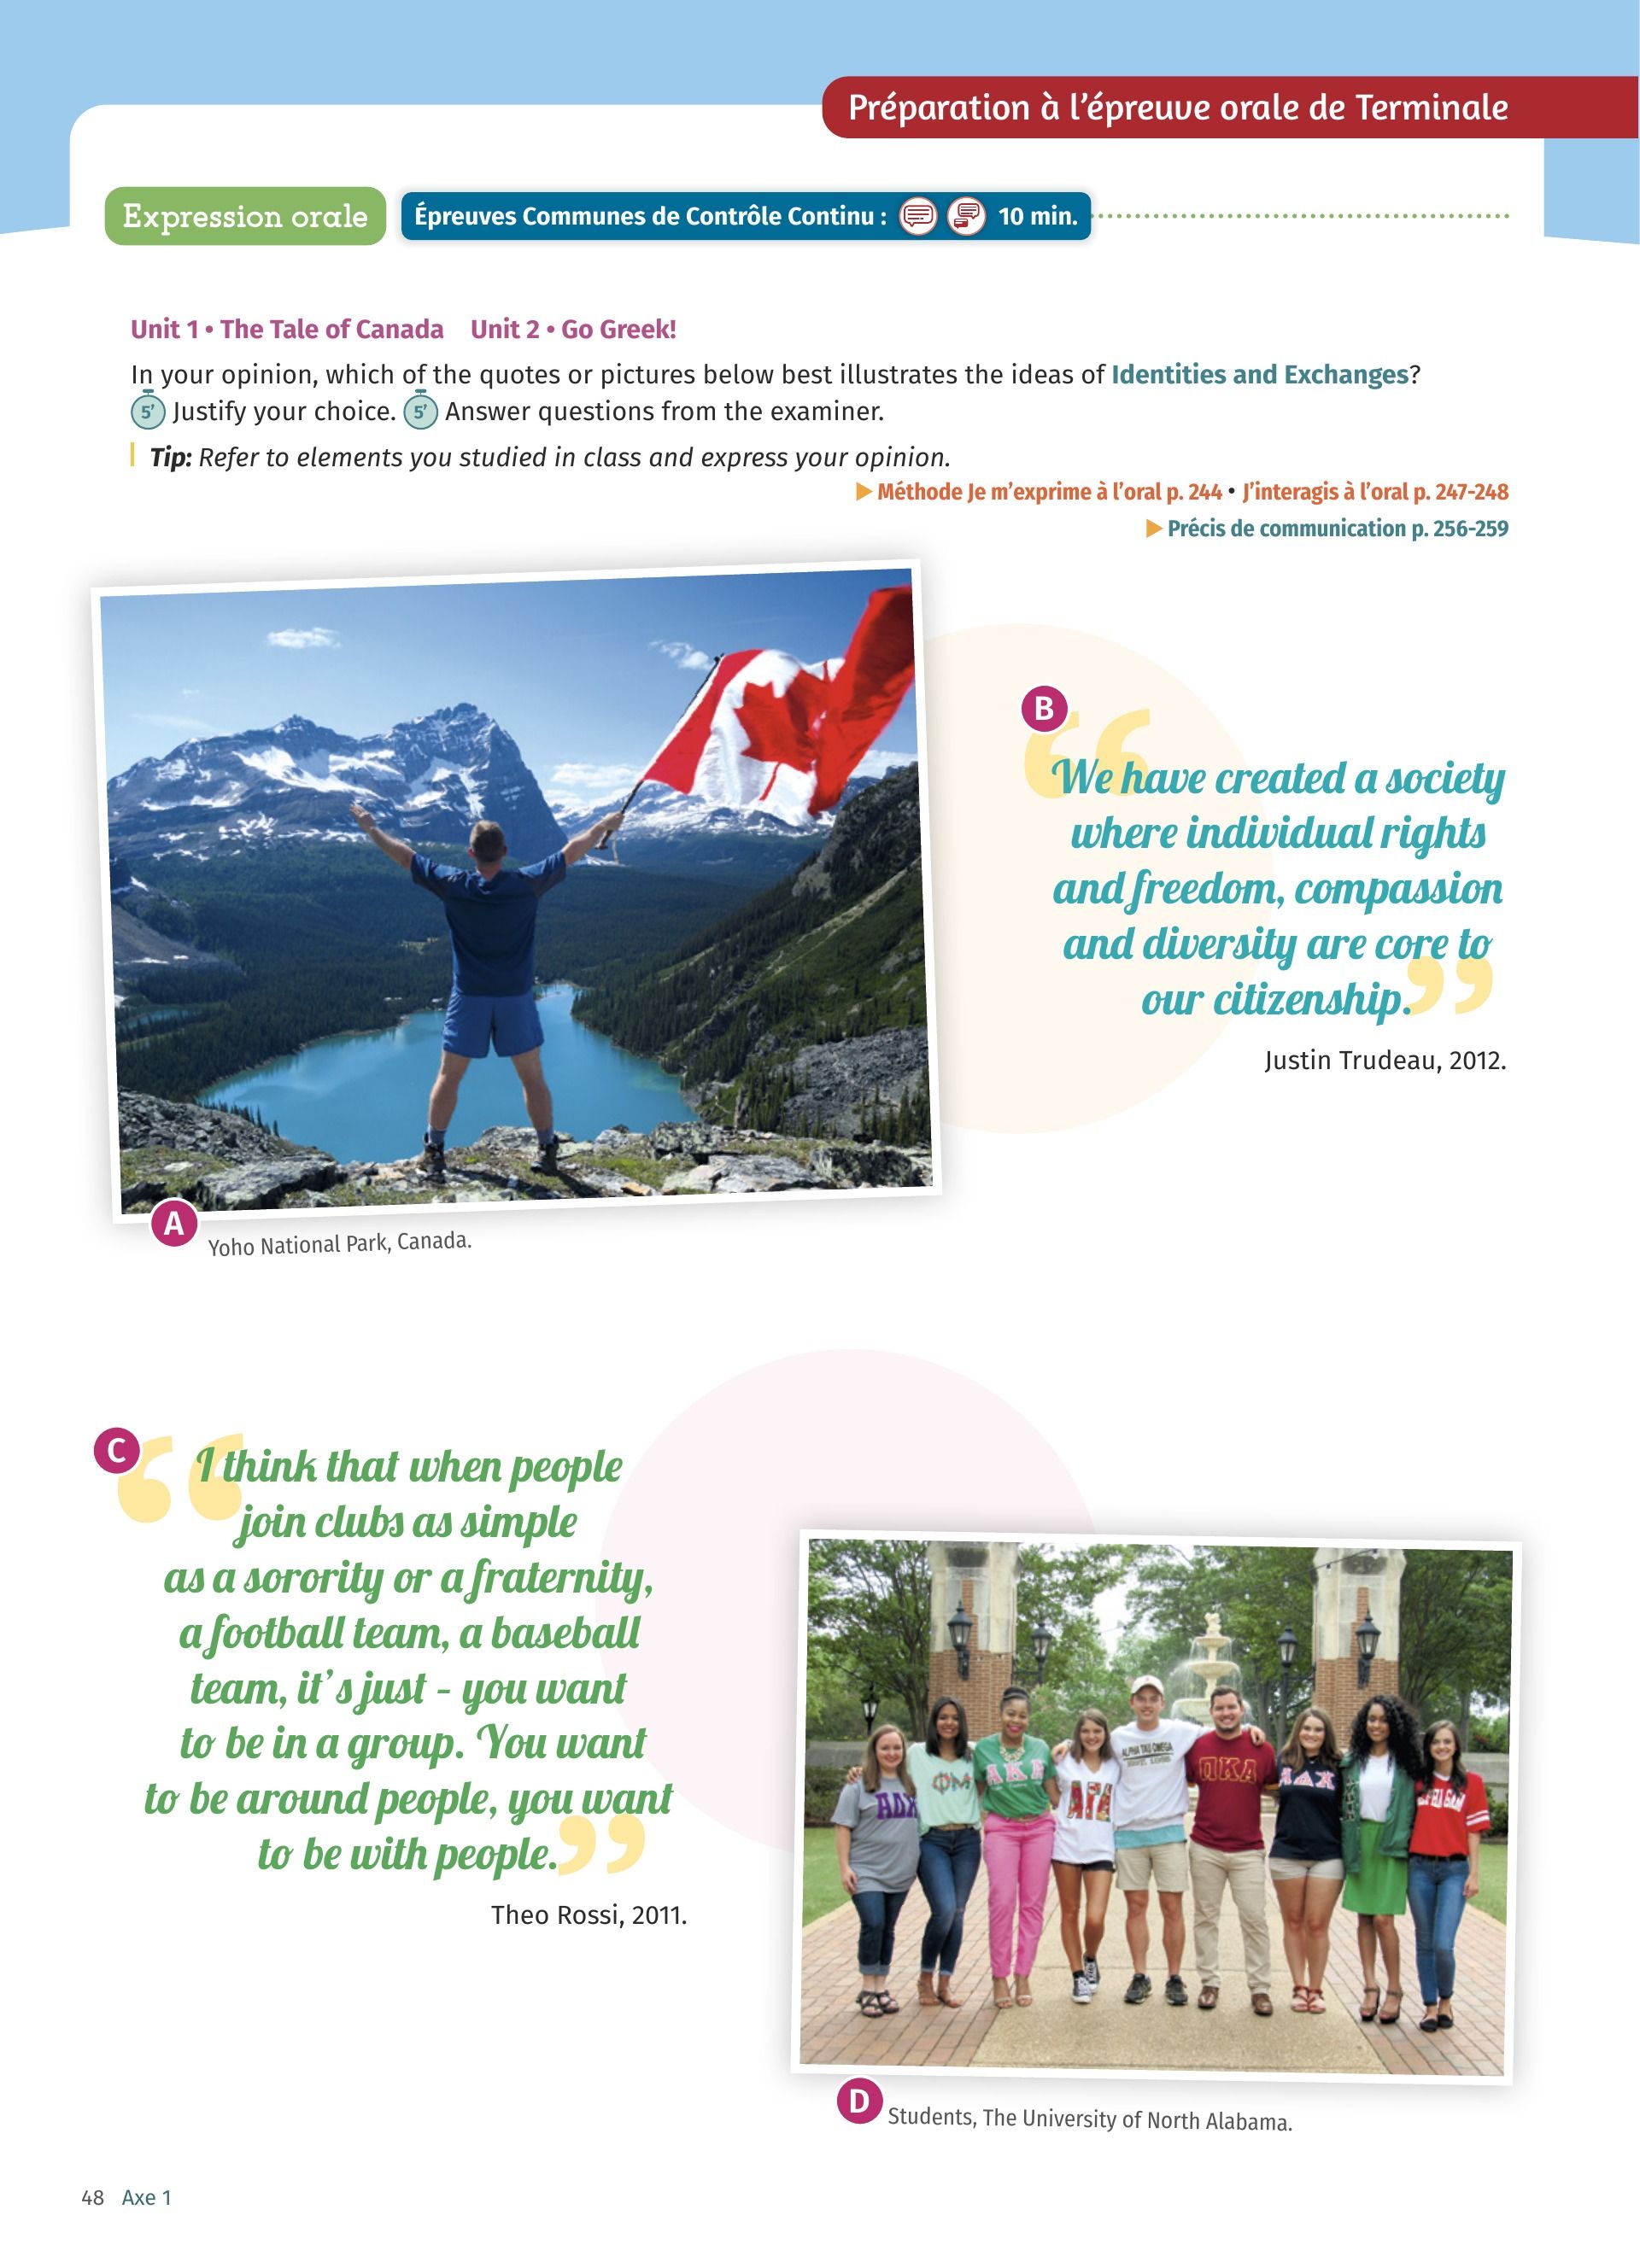 Préparation à l'épreuve orale de Terminale
Expression orale
Épreuves Communes de Contrôle Continu : 10 min.
Unit 1 • The Tale of Canada Unit 2 • Go Greek!
In your opinion, which of the quotes or pictures below best illustrates the ideas of Identities and Exchanges?
5' Justify your choice. 5' Answer questions from the examiner.
Tip: Refer to elements you studied in class and express your opinion.
▶ Méthode Je m'exprime à l'oral p. 244 • J'interagis à l'oral p. 247-248
▶ Précis de communication p. 256-259
B
“We have created a society
where individual rights
and freedom, compassion
and diversity are core to
our citizenship.”
Justin Trudeau, 2012.
A
Yoho National Park, Canada.
C
“I think that when people
join clubs as simple
as a sorority or a fraternity,
a football team, a baseball
team, it's just – you want
to be in a group. You want
to be around people, you want
to be with people.”
Theo Rossi, 2011.
ΦM
AKA
ALPHA TAU OMEGA
ΠKA
D
Students, The University of North Alabama.
48 Axe 1